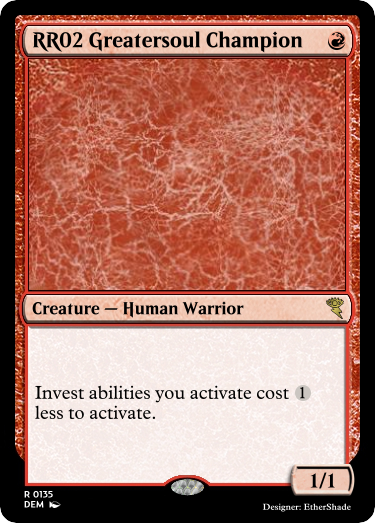 RR02 Greatersoul Champion
Creature — Human Warrior
Invest abilities you activate cost 1
less to activate.
1/1
R 0135
DEM
Designer: EtherShade